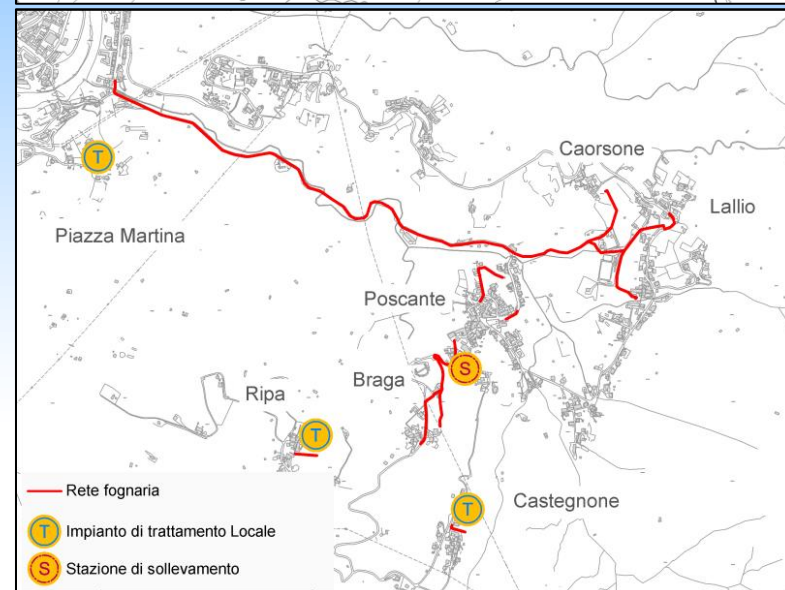 Caorsone
Lallio
T
Piazza Martina
Poscante
S
Braga
Ripa
T
Castegnone
T
Rete fognaria
T Impianto di trattamento Locale
S Stazione di sollevamento